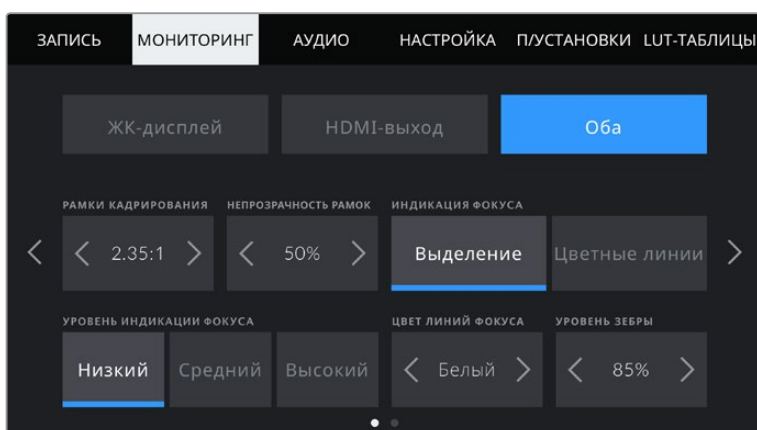 ЗАПИСЬ МОНИТОРИНГ АУДИО НАСТРОЙКА П/УСТАНОВКИ LUT-ТАБЛИЦЫ
ЖК-дисплей HDMI-выход Оба
РАМКИ КАДРИРОВАНИЯ НЕПРОЗРАЧНОСТЬ РАМОК ИНДИКАЦИЯ ФОКУСА
2.35:1 50% Выделение Цветные линии
УРОВЕНЬ ИНДИКАЦИИ ФОКУСА ЦВЕТ ЛИНИЙ ФОКУСА УРОВЕНЬ ЗЕБРЫ
Низкий Средний Высокий Белый 85%